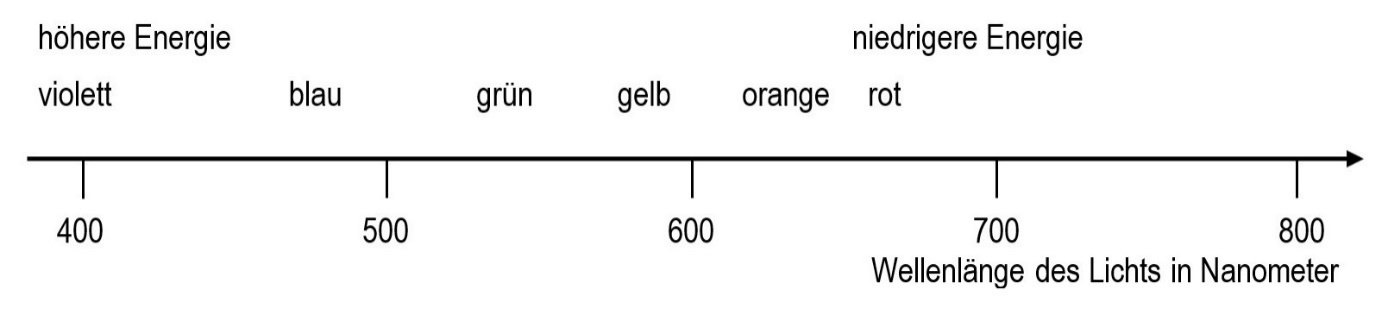 höhere Energie niedrigere Energie
violett blau grün gelb orange rot
400 500 600 700 800
Wellenlänge des Lichts in Nanometer